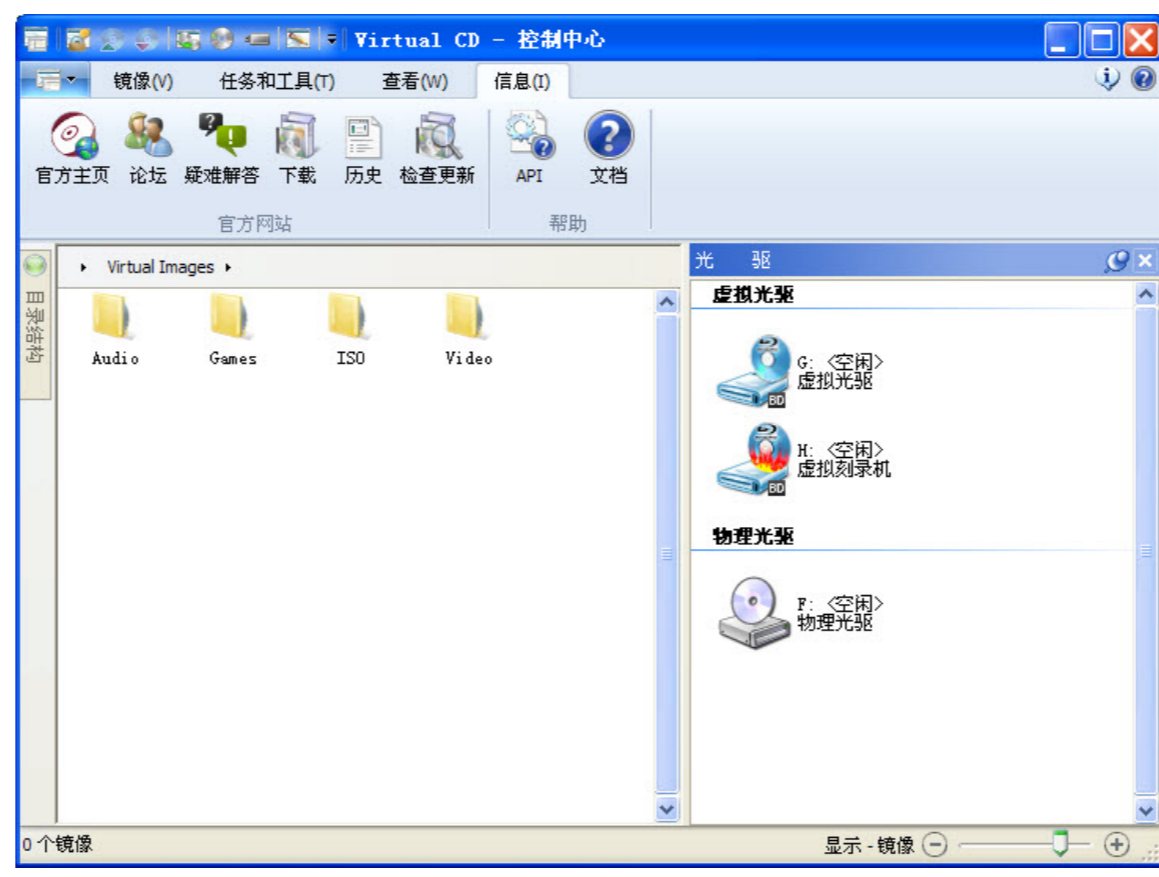 Virtual CD - 控制中心
镜像(V) 任务和工具(T) 查看(W) 信息(I)
官方主页 论坛 疑难解答 下载 历史 检查更新 API 文档
官方网站 帮助
目录结构
Virtual Images
Audio Games ISO Video
光 驱
虚拟光驱
G: <空闲>
虚拟光驱
BD
H: <空闲>
虚拟刻录机
BD
物理光驱
F: <空闲>
物理光驱
0 个镜像 显示 - 镜像